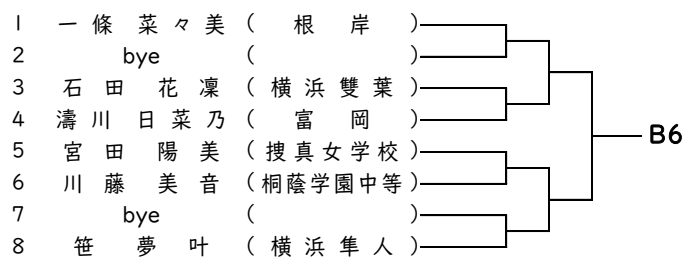 1 一條 菜々美 ( 根岸 )
2 bye ( )
3 石田 花凜 ( 横浜雙葉 )
4 濤川 日菜乃 ( 富岡 )
5 宮田 陽美 ( 捜真女学校 )
6 川藤 美音 ( 桐蔭学園中等 )
7 bye ( )
8 笹 夢叶 ( 横浜隼人 )
B6